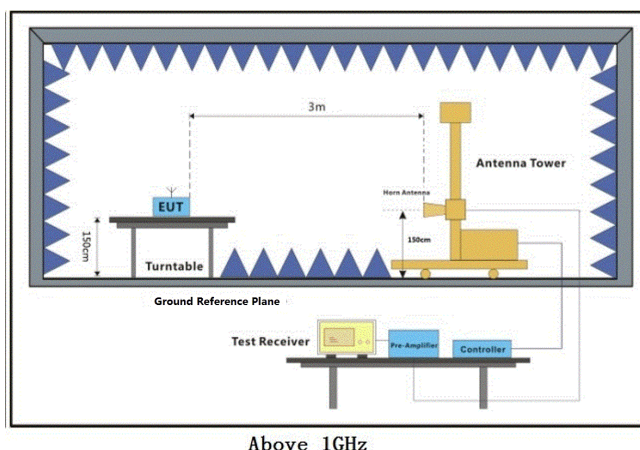 3m
Antenna Tower
Horn Antenna
EUT
150cm
150cm
Turntable
Ground Reference Plane
Test Receiver
Pre-Amplifier
Controller
Above 1GHz